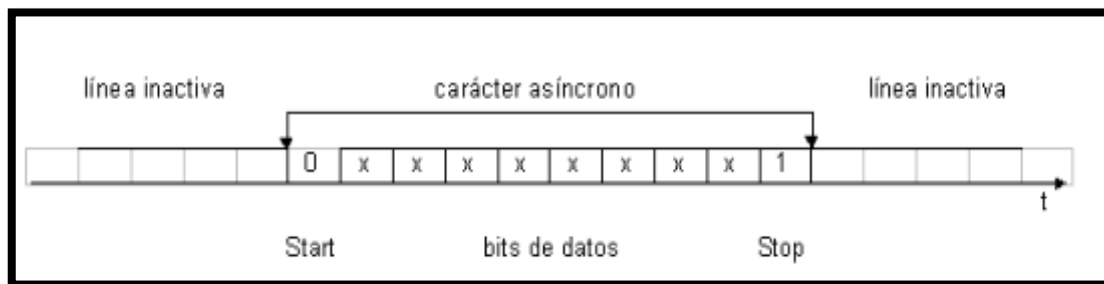 línea inactiva carácter asíncrono línea inactiva
0 x x x x x x x x 1
t
Start bits de datos Stop